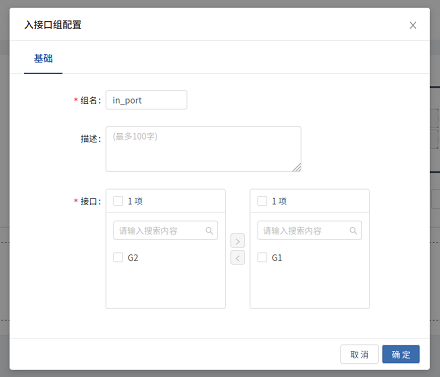 入接口组配置
基础
* 组名: in_port
描述: (最多100字)
* 接口: 1 项 1 项
请输入搜索内容 请输入搜索内容
G2 G1
取 消 确 定